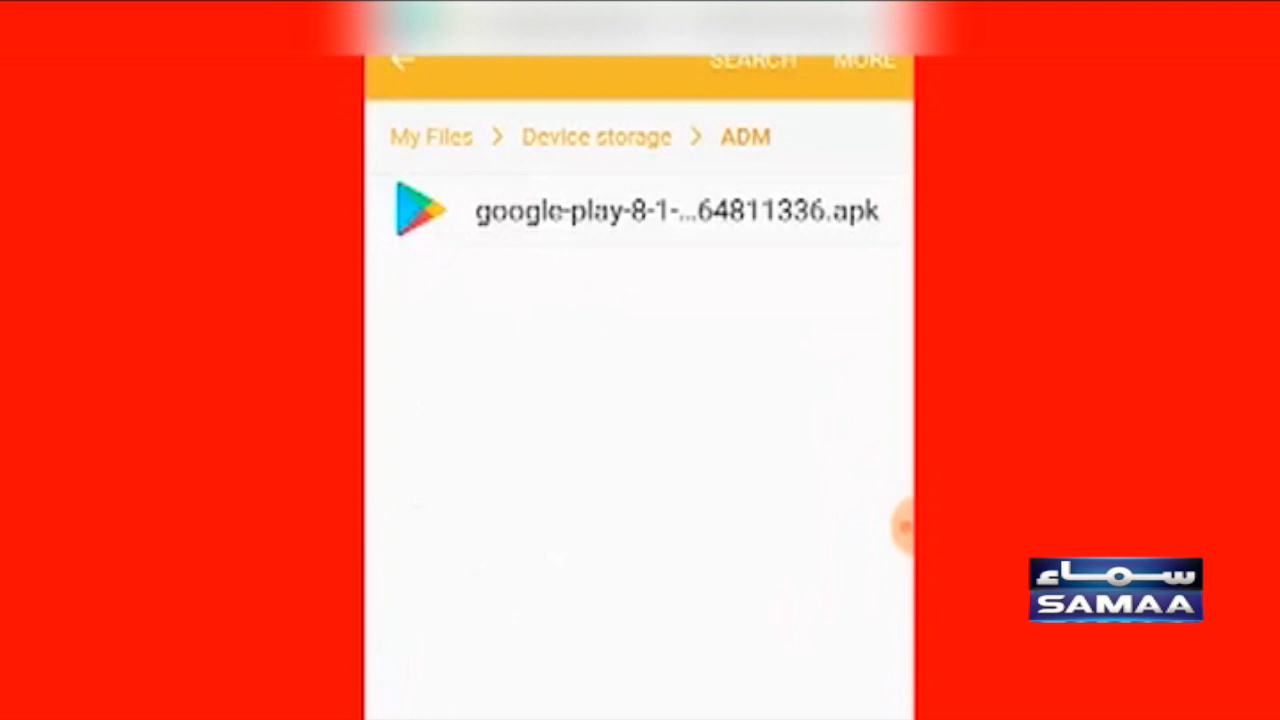 SEARCH MORE
My Files > Device storage > ADM
google-play-8-1-...64811336.apk
سماء
SAMAA